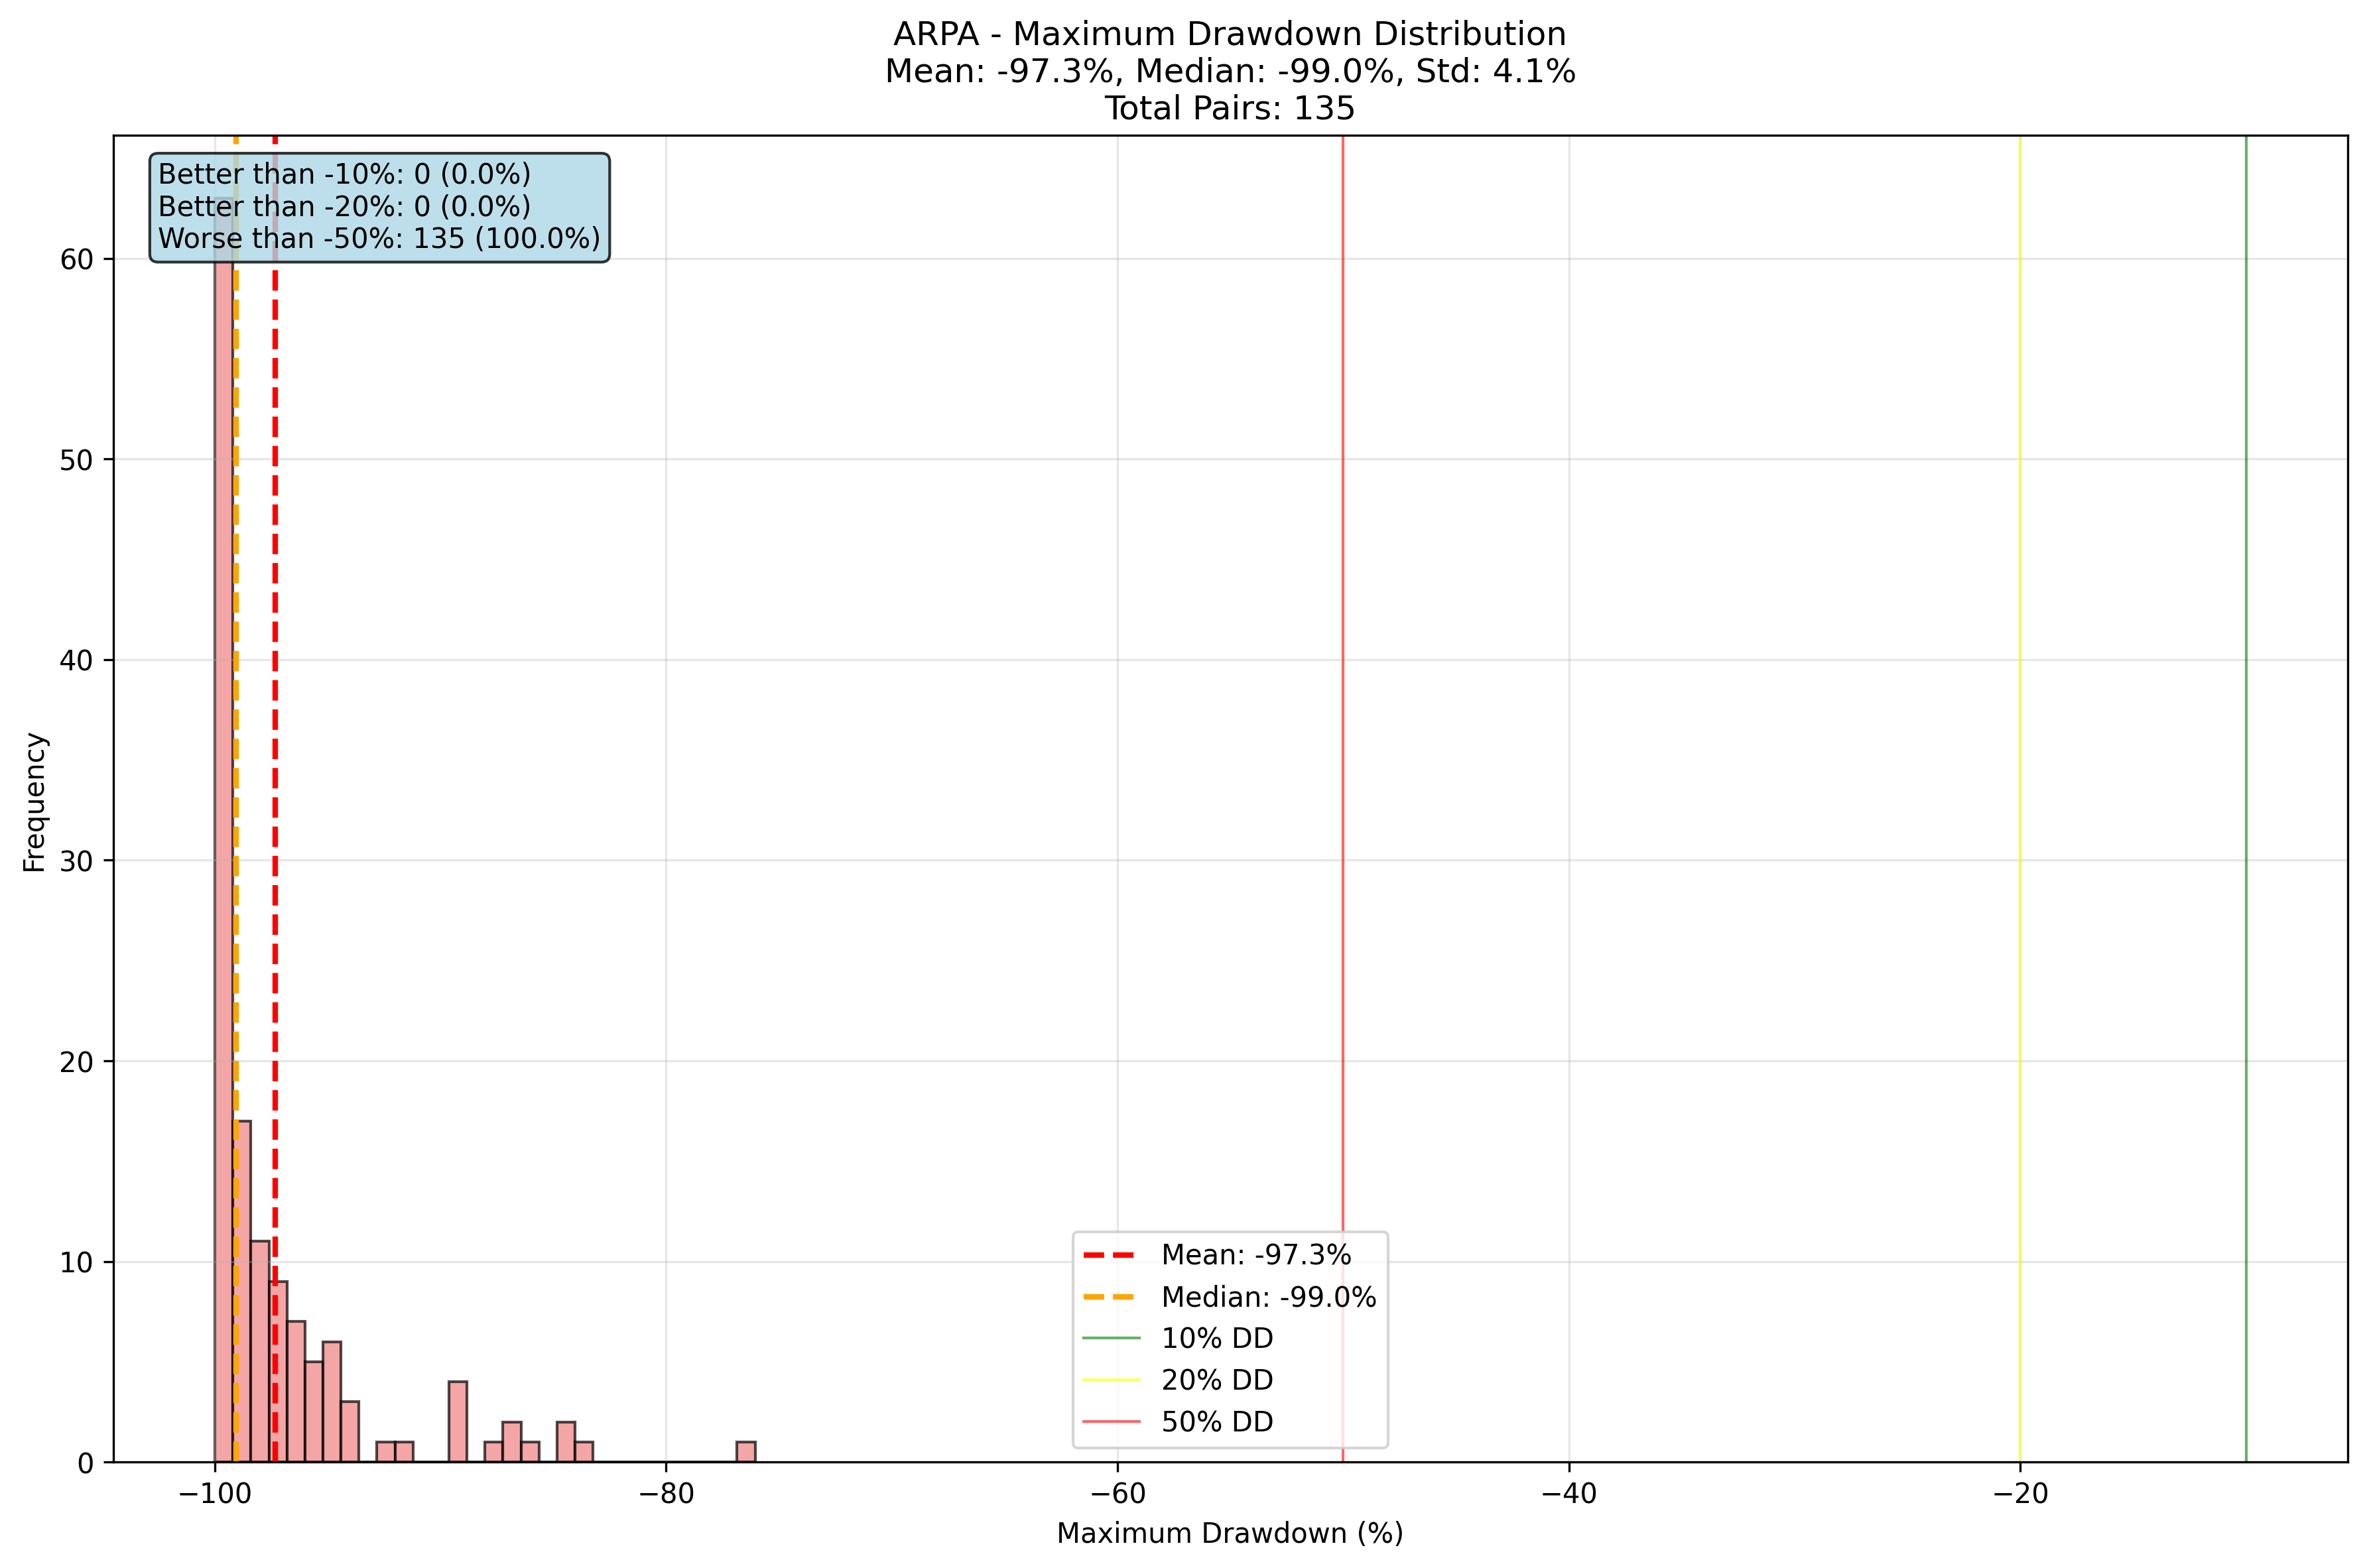 ARPA - Maximum Drawdown Distribution
Mean: -97.3%, Median: -99.0%, Std: 4.1%
Total Pairs: 135
Better than -10%: 0 (0.0%)
Better than -20%: 0 (0.0%)
Worse than -50%: 135 (100.0%)
60
50
40
30
20
10
0
Frequency
Mean: -97.3%
Median: -99.0%
10% DD
20% DD
50% DD
−100
−80
−60
−40
−20
Maximum Drawdown (%)